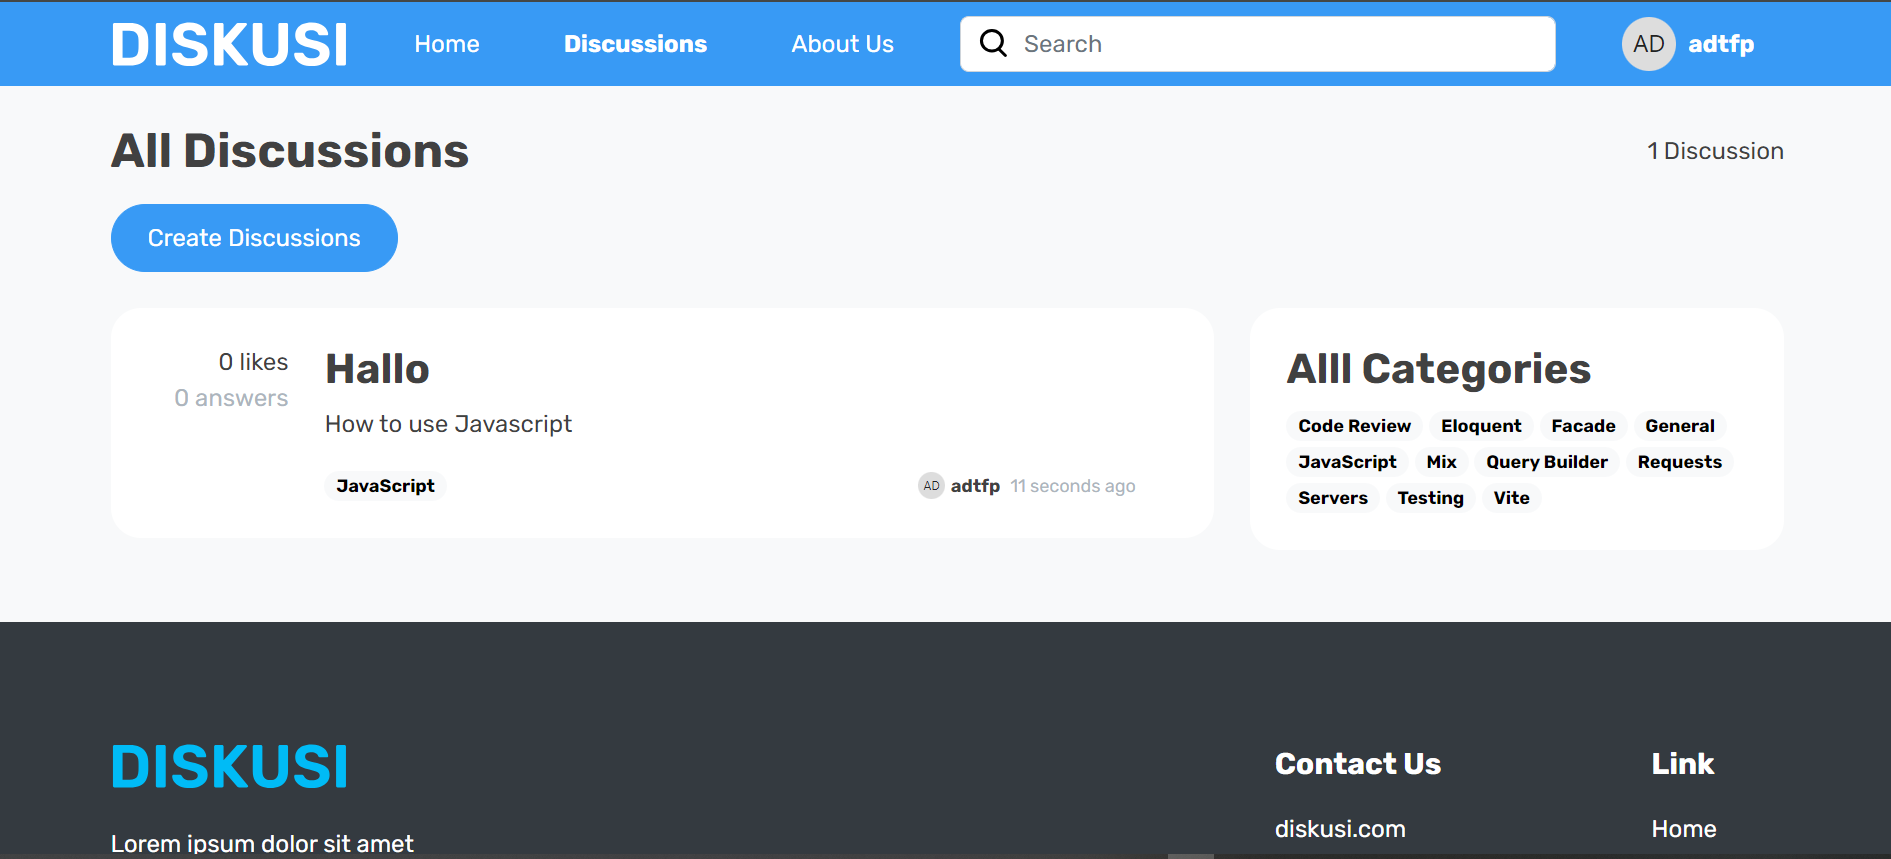 DISKUSI Home Discussions About Us Search AD adtfp
All Discussions
1 Discussion
Create Discussions
0 likes
0 answers
Hallo
How to use Javascript
JavaScript
AD adtfp 11 seconds ago
Alll Categories
Code Review Eloquent Facade General
JavaScript Mix Query Builder Requests
Servers Testing Vite
DISKUSI
Lorem ipsum dolor sit amet
Contact Us
diskusi.com
Link
Home